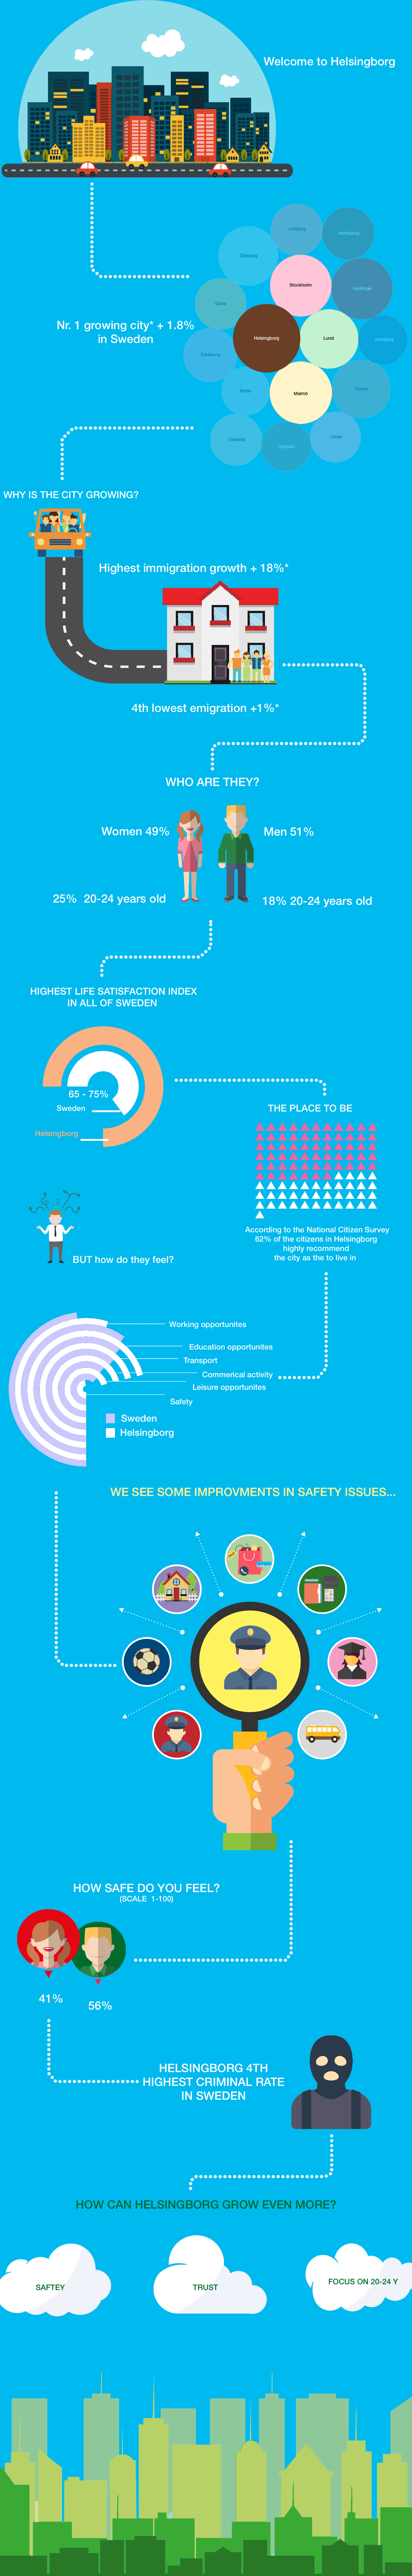 Welcome to Helsingborg
Linköping
Norrköping
Göteborg
Stockholm
Huddinge
Gävle
Nr. 1 growing city* + 1.8%
in Sweden
Helsingborg
Lund
Jönköping
Eskilstuna
Borås
Malmö
Örebro
Västerås
Uppsala
Umeå
WHY IS THE CITY GROWING?
Highest immigration growth + 18%*
4th lowest emigration +1%*
WHO ARE THEY?
Women 49%
Men 51%
25%  20-24 years old
18% 20-24 years old
HIGHEST LIFE SATISFACTION INDEX
IN ALL OF SWEDEN
65 - 75%
Sweden
Helsingborg
THE PLACE TO BE
According to the National Citizen Survey
62% of the citizens in Helsingborg
highly recommend
the city as the to live in
BUT how do they feel?
Working opportunites
Education opportunites
Transport
Commerical activity
Leisure opportunites
Safety
Sweden
Helsingborg
WE SEE SOME IMPROVMENTS IN SAFETY ISSUES...
HOW SAFE DO YOU FEEL?
(SCALE  1-100)
41%
56%
HELSINGBORG 4TH
HIGHEST CRIMINAL RATE
IN SWEDEN
HOW CAN HELSINGBORG GROW EVEN MORE?
SAFTEY
TRUST
FOCUS ON 20-24 Y